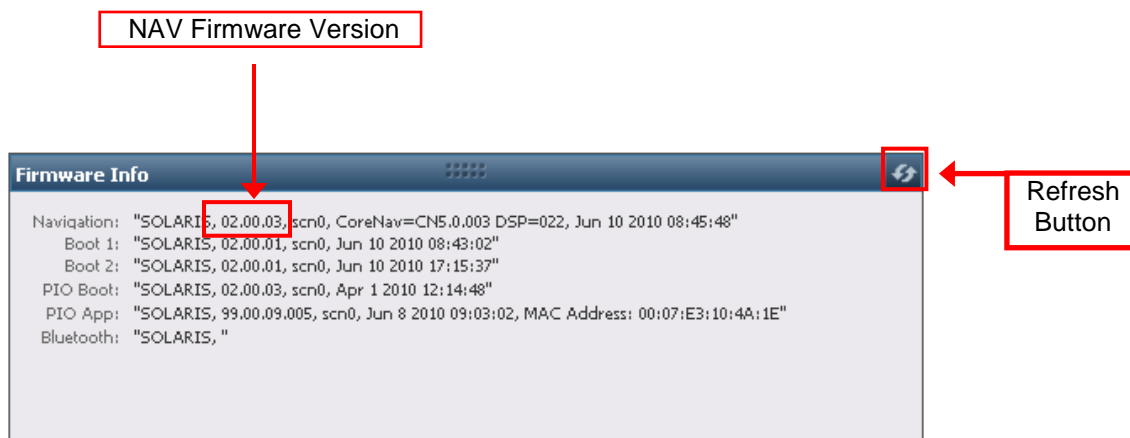 NAV Firmware Version
Firmware Info
Refresh
Button
Navigation: "SOLARIS, 02.00.03, scn0, CoreNav=CN5.0.003 DSP=022, Jun 10 2010 08:45:48"
Boot 1: "SOLARIS, 02.00.01, scn0, Jun 10 2010 08:43:02"
Boot 2: "SOLARIS, 02.00.01, scn0, Jun 10 2010 17:15:37"
PIO Boot: "SOLARIS, 02.00.03, scn0, Apr 1 2010 12:14:48"
PIO App: "SOLARIS, 99.00.09.005, scn0, Jun 8 2010 09:03:02, MAC Address: 00:07:E3:10:4A:1E"
Bluetooth: "SOLARIS, "